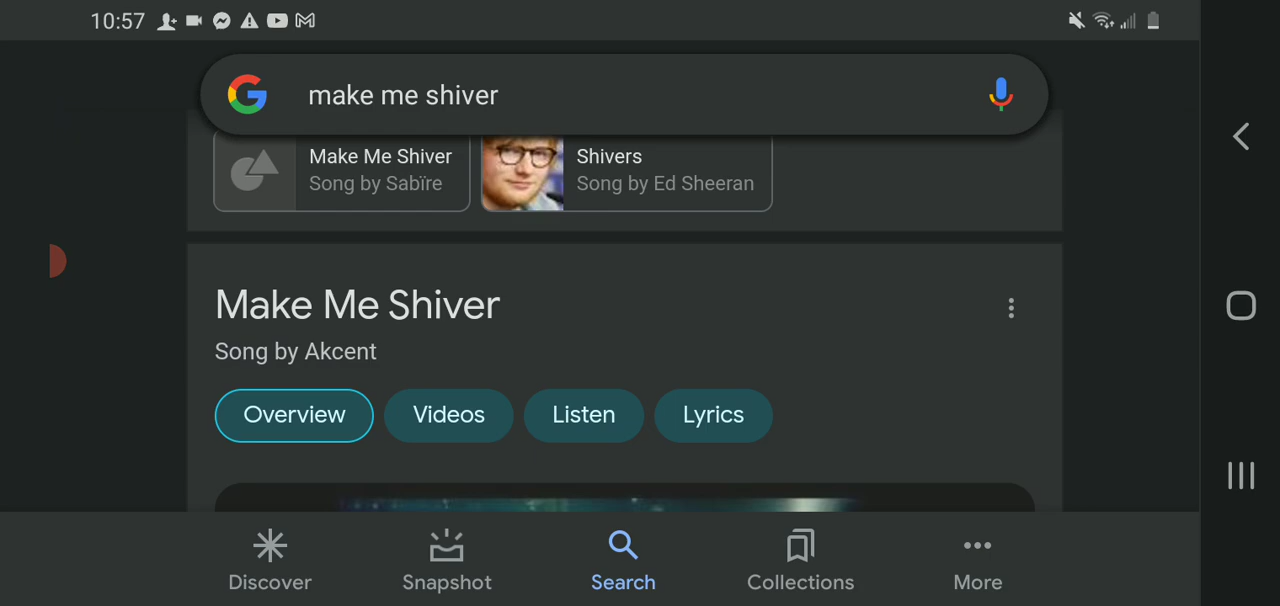 10:57
make me shiver
Make Me Shiver
Song by Sabïre
Shivers
Song by Ed Sheeran
Make Me Shiver
Song by Akcent
Overview
Videos
Listen
Lyrics
Discover
Snapshot
Search
Collections
More